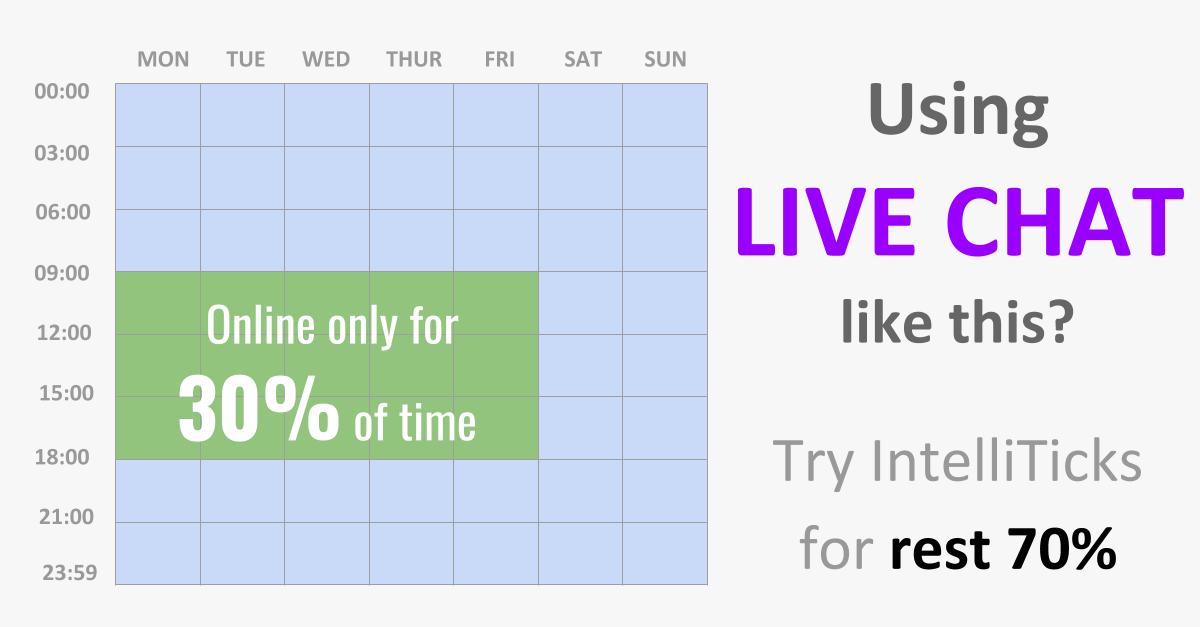 MON TUE WED THUR FRI SAT SUN
00:00
03:00
06:00
09:00
12:00
15:00
18:00
21:00
23:59
Online only for
30% of time
Using
LIVE CHAT
like this?
Try IntelliTicks
for rest 70%